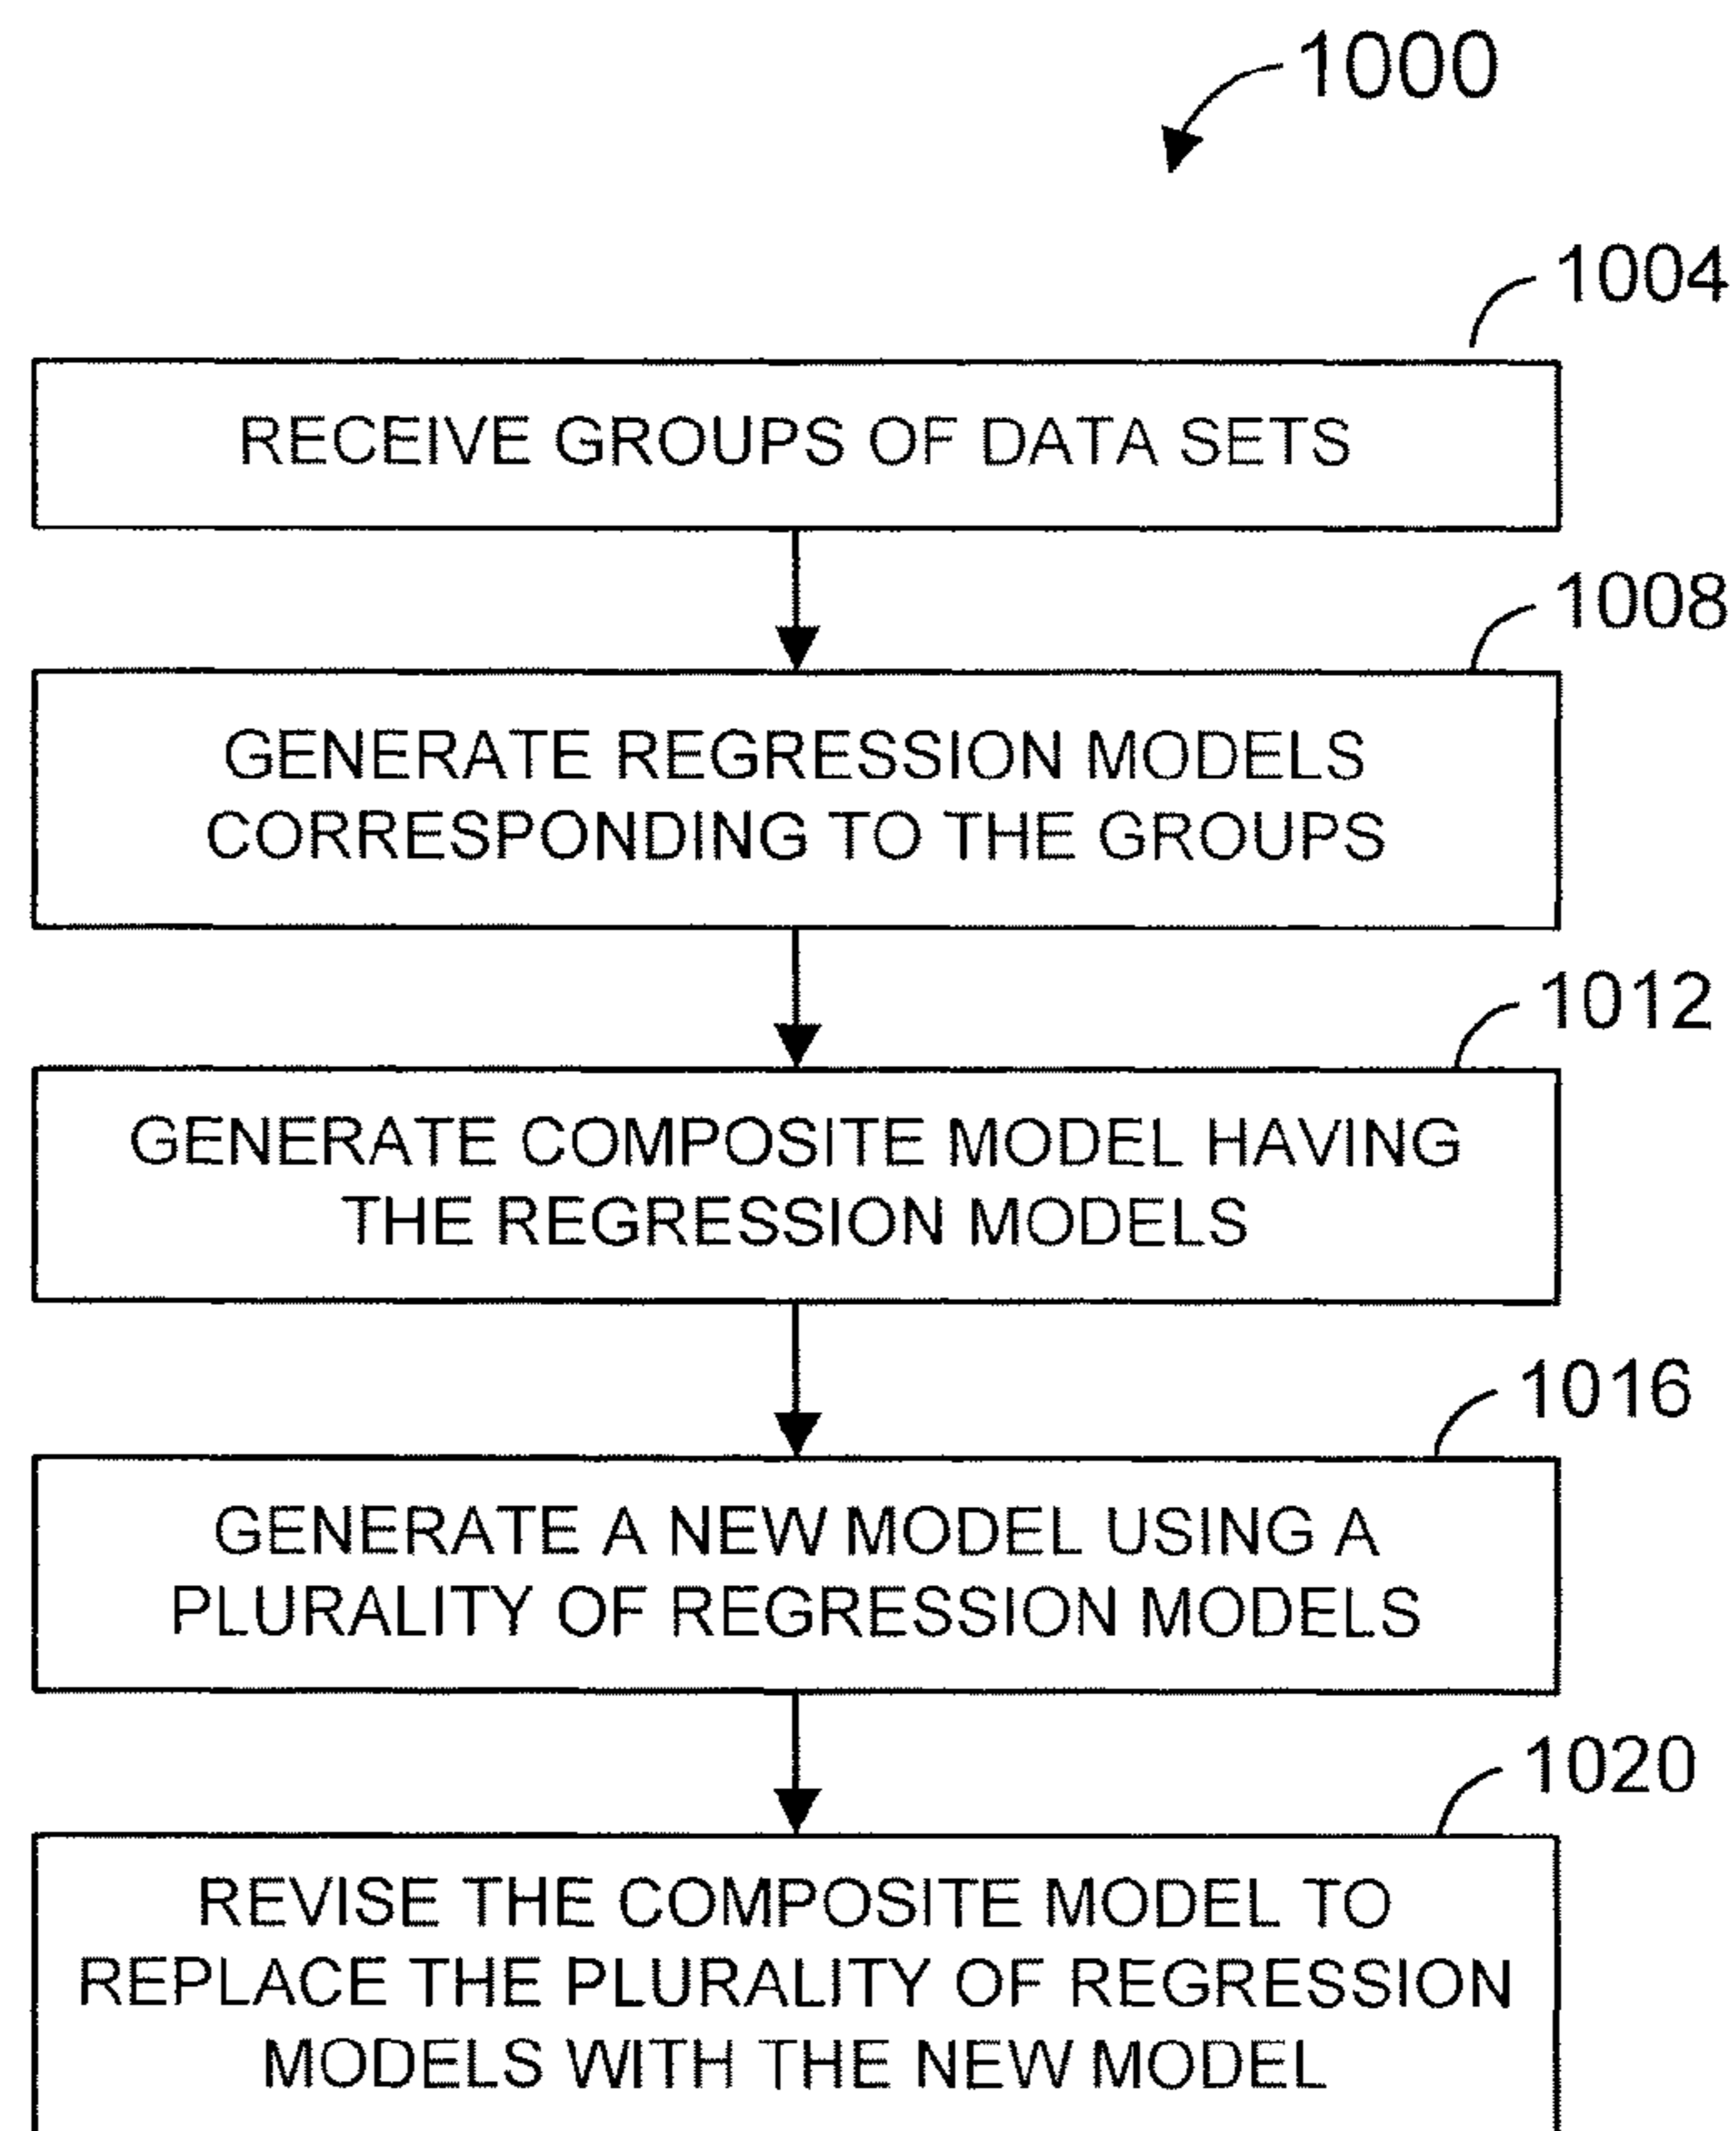 1000
1004
RECEIVE GROUPS OF DATA SETS
1008
GENERATE REGRESSION MODELS
CORRESPONDING TO THE GROUPS
1012
GENERATE COMPOSITE MODEL HAVING
THE REGRESSION MODELS
1016
GENERATE A NEW MODEL USING A
PLURALITY OF REGRESSION MODELS
1020
REVISE THE COMPOSITE MODEL TO
REPLACE THE PLURALITY OF REGRESSION
MODELS WITH THE NEW MODEL